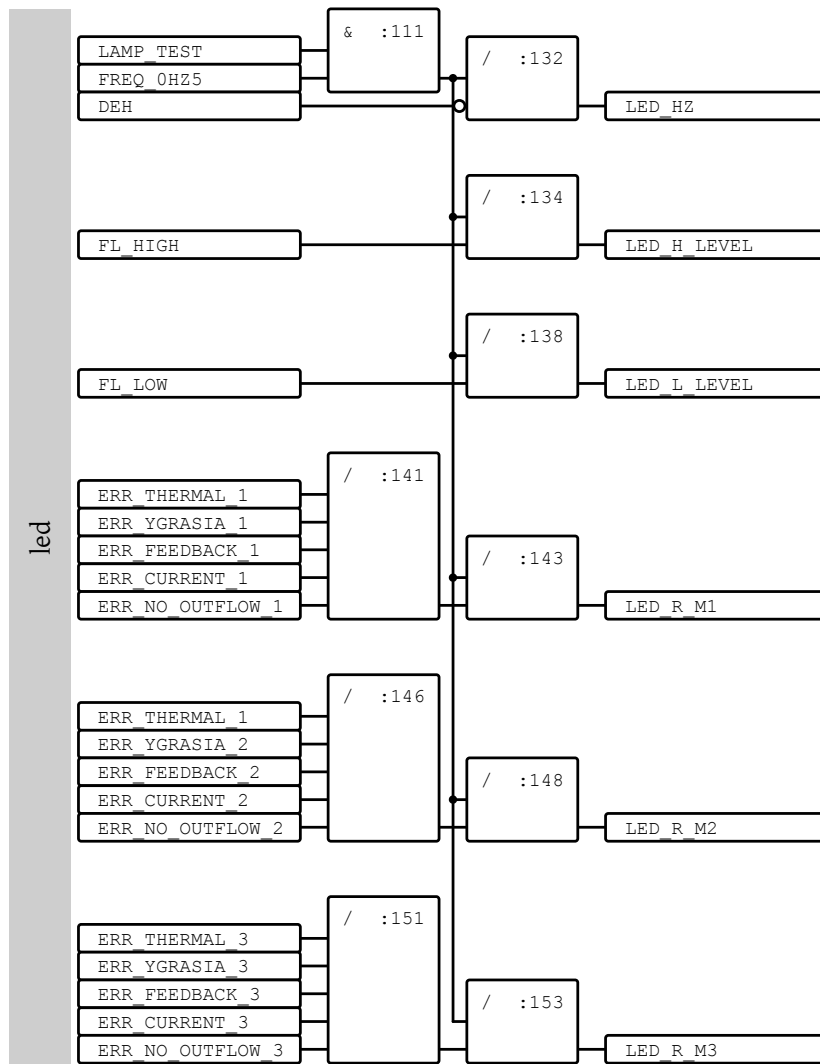 led
& :111
LAMP_TEST
FREQ_0HZ5
DEH
/ :132
LED_HZ
/ :134
FL_HIGH
LED_H_LEVEL
/ :138
FL_LOW
LED_L_LEVEL
/ :141
ERR_THERMAL_1
ERR_YGRASIA_1
ERR_FEEDBACK_1
ERR_CURRENT_1
ERR_NO_OUTFLOW_1
/ :143
LED_R_M1
/ :146
ERR_THERMAL_1
ERR_YGRASIA_2
ERR_FEEDBACK_2
ERR_CURRENT_2
ERR_NO_OUTFLOW_2
/ :148
LED_R_M2
/ :151
ERR_THERMAL_3
ERR_YGRASIA_3
ERR_FEEDBACK_3
ERR_CURRENT_3
ERR_NO_OUTFLOW_3
/ :153
LED_R_M3